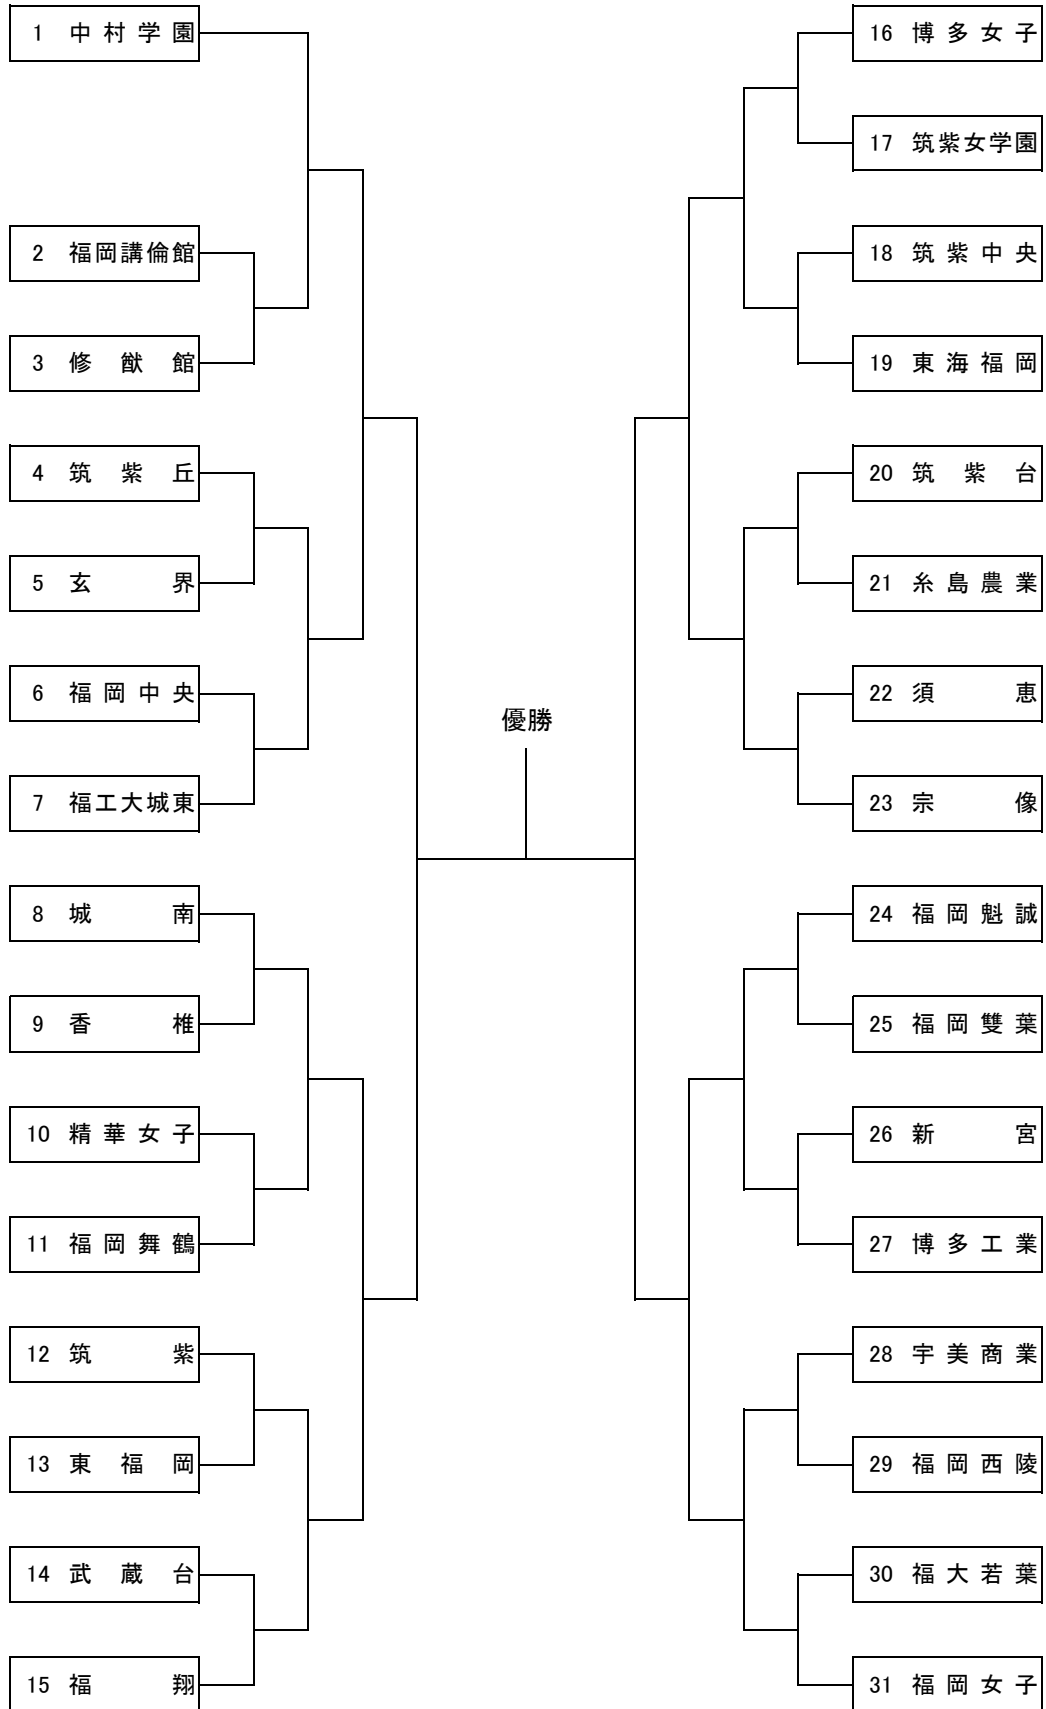 1 中村学園
2 福岡講倫館
3 修猷館
4 筑紫丘
5 玄界
6 福岡中央
7 福工大城東
8 城南
9 香椎
10 精華女子
11 福岡舞鶴
12 筑紫
13 東福岡
14 武蔵台
15 福翔
優勝
16 博多女子
17 筑紫女学園
18 筑紫中央
19 東海福岡
20 筑紫台
21 糸島農業
22 須恵
23 宗像
24 福岡魁誠
25 福岡雙葉
26 新宮
27 博多工業
28 宇美商業
29 福岡西陵
30 福大若葉
31 福岡女子